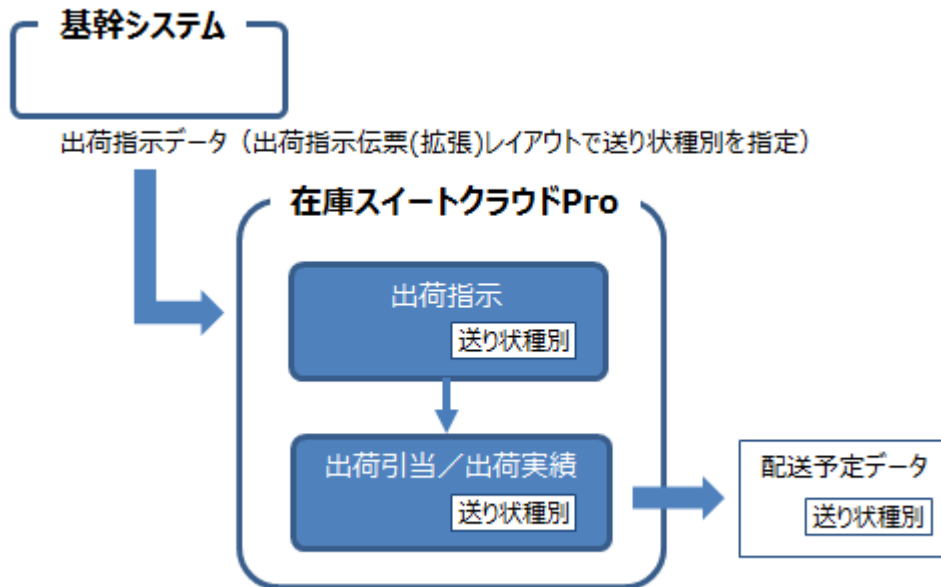 基幹システム
出荷指示データ（出荷指示伝票(拡張)レイアウトで送り状種別を指定）
在庫スイートクラウドPro
出荷指示
送り状種別
出荷引当／出荷実績
送り状種別
配送予定データ
送り状種別